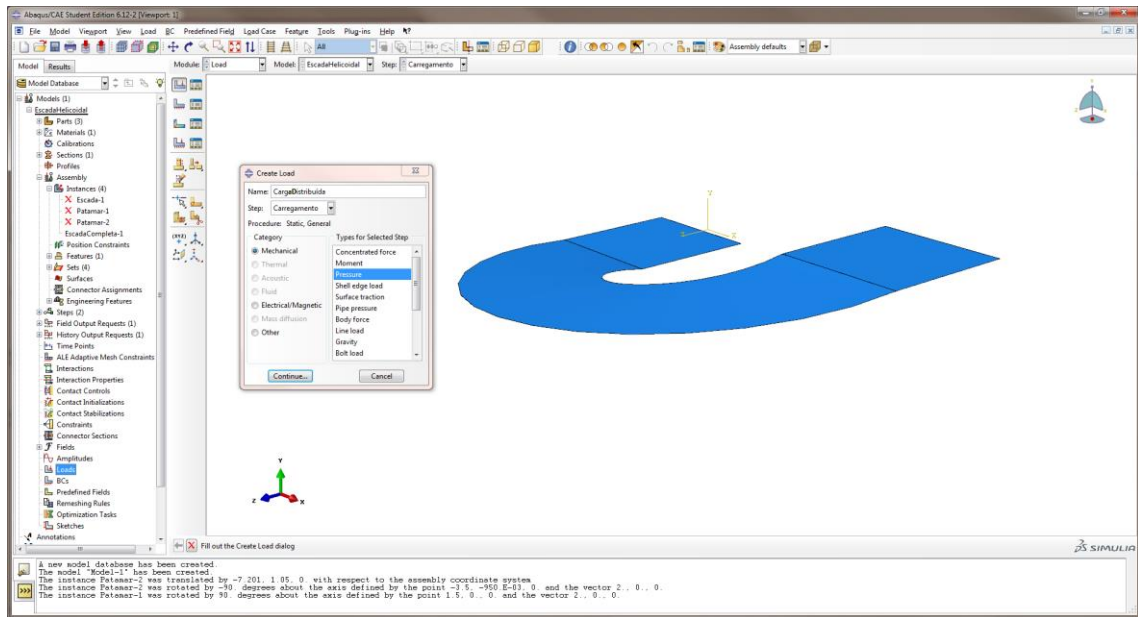 Abaqus/CAE Student Edition 6.12-2 [Viewport: 1]
File Model Viewport View Load BC Predefined Field Load Case Feature Tools Plug-ins Help
All
Assembly defaults
Model Results
Module: Load Model: EscadaHelicoidal Step: Carregamento
Model Database
Models (1)
EscadaHelicoidal
Parts (3)
Materials (1)
Calibrations
Sections (1)
Profiles
Assembly
Instances (4)
Escada-1
Patamar-1
Patamar-2
EscadaCompleta-1
Position Constraints
Features (1)
Sets (4)
Surfaces
Connector Assignments
Engineering Features
Steps (2)
Field Output Requests (1)
History Output Requests (1)
Time Points
ALE Adaptive Mesh Constraints
Interactions
Interaction Properties
Contact Controls
Contact Initializations
Contact Stabilizations
Constraints
Connector Sections
Fields
Amplitudes
Loads
BCs
Predefined Fields
Remeshing Rules
Optimization Tasks
Sketches
Annotations
Create Load
Name: CargaDistribuída
Step: Carregamento
Procedure: Static, General
Category Types for Selected Step
Mechanical
Thermal
Acoustic
Fluid
Electrical/Magnetic
Mass diffusion
Other
Concentrated force
Moment
Pressure
Shell edge load
Surface traction
Pipe pressure
Body force
Line load
Gravity
Bolt load
Continue... Cancel
Y
Z X
Y
Z X
Fill out the Create Load dialog
SIMULIA
A new model database has been created.
The model "Model-1" has been created.
The instance Patamar-2 was translated by -7.201, 1.05, 0. with respect to the assembly coordinate system
The instance Patamar-2 was rotated by -90. degrees about the axis defined by the point -3.5, -950.E-03, 0. and the vector 2., 0., 0.
The instance Patamar-1 was rotated by 90. degrees about the axis defined by the point 1.5, 0., 0. and the vector 2., 0., 0.